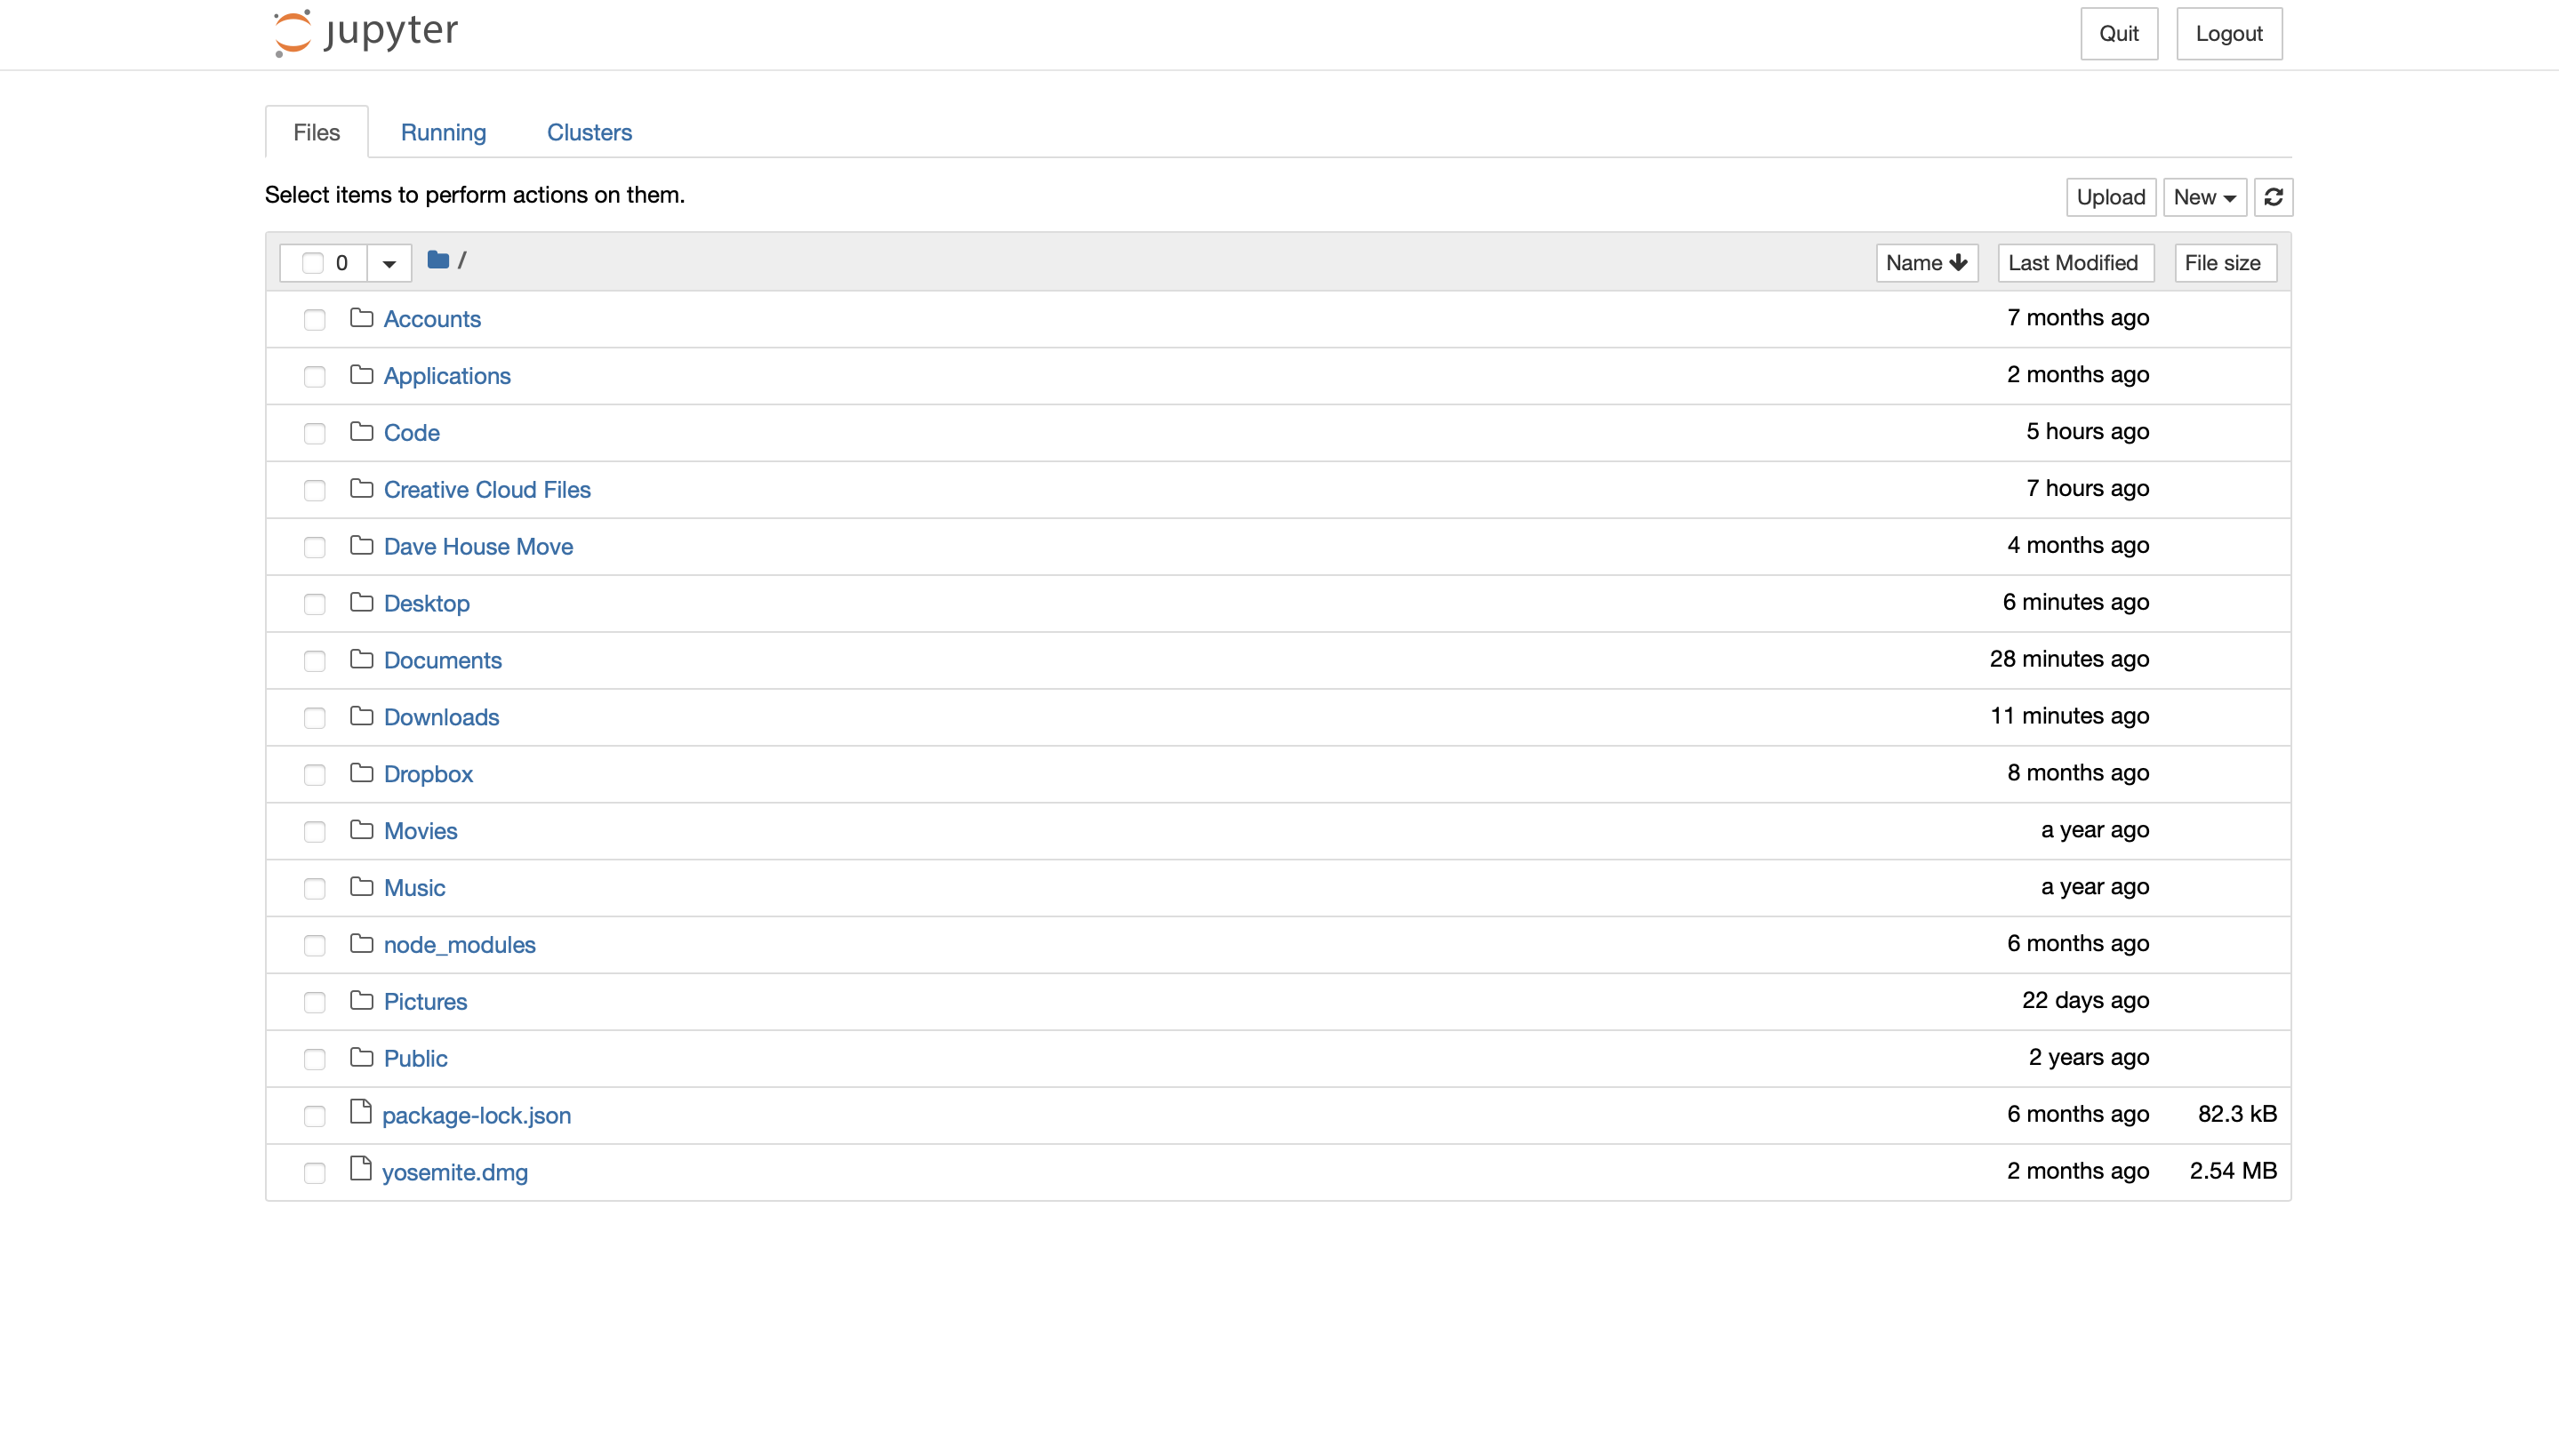 jupyter Quit Logout
Files Running Clusters
Select items to perform actions on them. Upload New
0 / Name Last Modified File size
Accounts 7 months ago
Applications 2 months ago
Code 5 hours ago
Creative Cloud Files 7 hours ago
Dave House Move 4 months ago
Desktop 6 minutes ago
Documents 28 minutes ago
Downloads 11 minutes ago
Dropbox 8 months ago
Movies a year ago
Music a year ago
node_modules 6 months ago
Pictures 22 days ago
Public 2 years ago
package-lock.json 6 months ago 82.3 kB
yosemite.dmg 2 months ago 2.54 MB